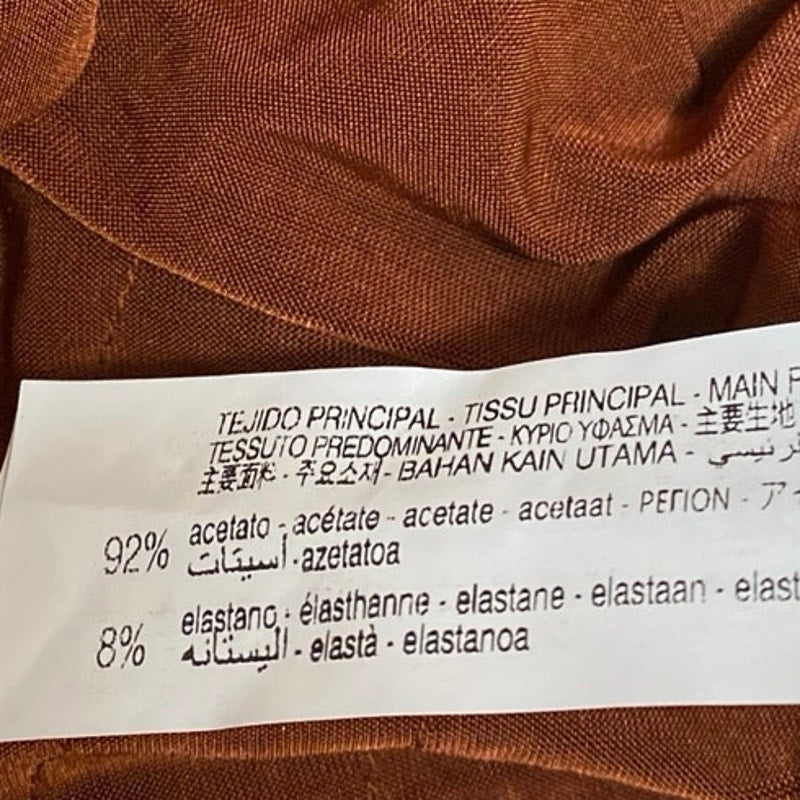 TEJIDO PRINCIPAL - TISSU PRINCIPAL - MAIN
TESSUTO PREDOMINANTE - ΚΥΡΙΟ ΥΦΑΣΜΑ - 主要生地
主要面料 - 주요소재 - BAHAN KAIN UTAMA -
92% acetato - acétate - acetate - acetaat - ΡΕΓΙΟΝ -
أسيتات - azetatoa
8% elastano - élasthanne - elastane - elastaan -
اليستانه - elastà - elastanoa